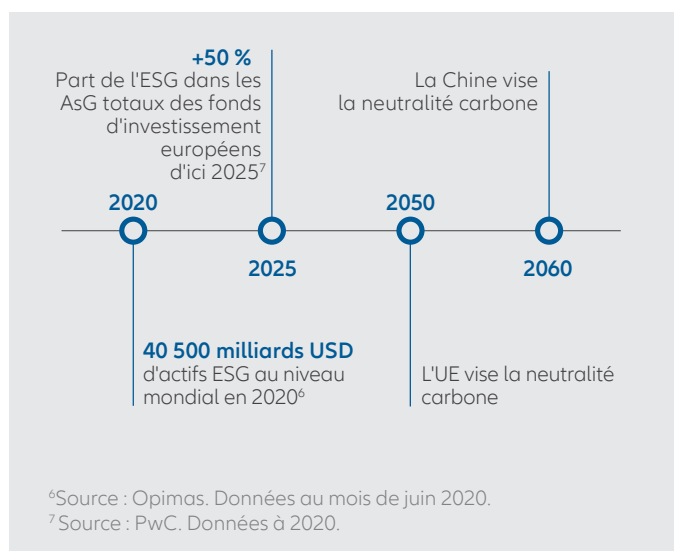 +50 %
Part de l'ESG dans les
AsG totaux des fonds
d'investissement
européens
d'ici 2025⁷
La Chine vise
la neutralité carbone
2020
2050
2025
2060
40 500 milliards USD
d'actifs ESG au niveau
mondial en 2020⁶
L'UE vise la neutralité
carbone
⁶Source : Opimas. Données au mois de juin 2020.
⁷ Source : PwC. Données à 2020.